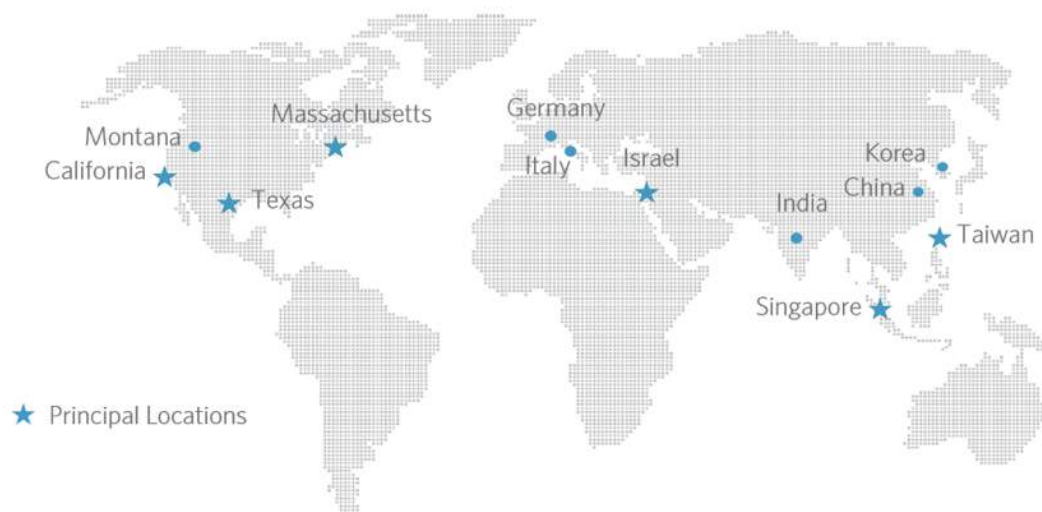 Massachusetts
Germany
Montana
Italy
Israel
Korea
California
China
Texas
India
Taiwan
Singapore
Principal Locations